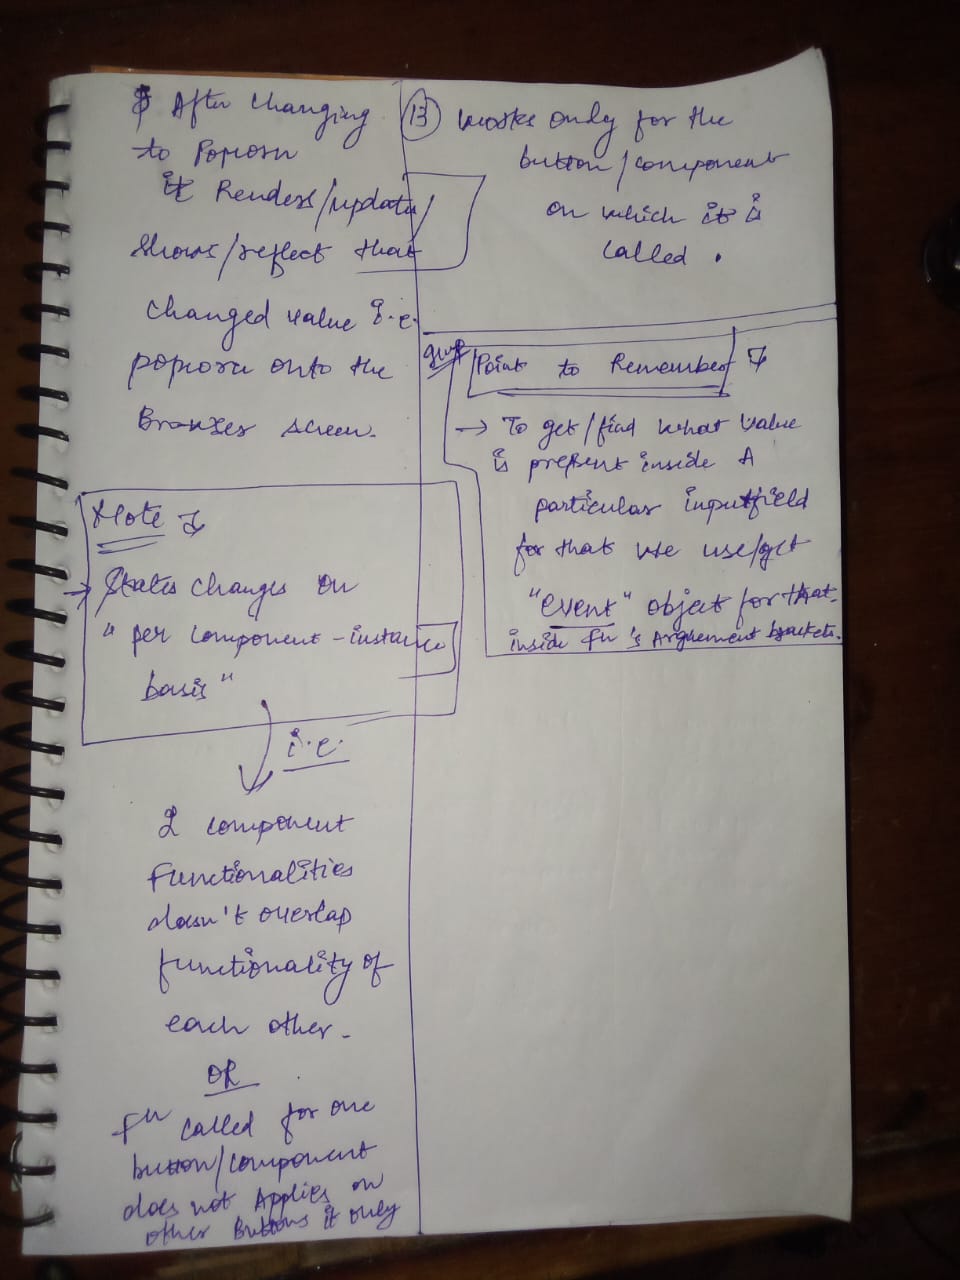 After changing
to Popcorn
it Renders/update/
shows/reflect that
changed value i.e.
popcorn onto the
Browser screen.
Note
→ States changes on
"per component-instance
basis"
i.e.
2 component
Functionalities
doesn't overlap
functionality of
each other.
OR
fn called for one
button/component
does not Applies on
other Buttons it only
13 works only for the
button/component
on which it is
called.
Point to Remember
→ To get/find what value
is present inside A
particular inputfield
for that we use/get
"event" object for that
inside fn's Arguement brackets.